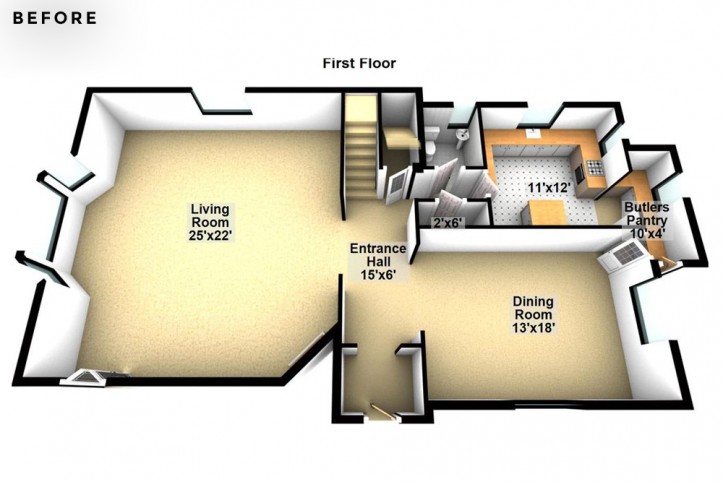 BEFORE
First Floor
Living
Room
25'x22'
Entrance
Hall
15'x6'
2'x6'
11'x12'
Butlers
Pantry
10'x4'
Dining
Room
13'x18'